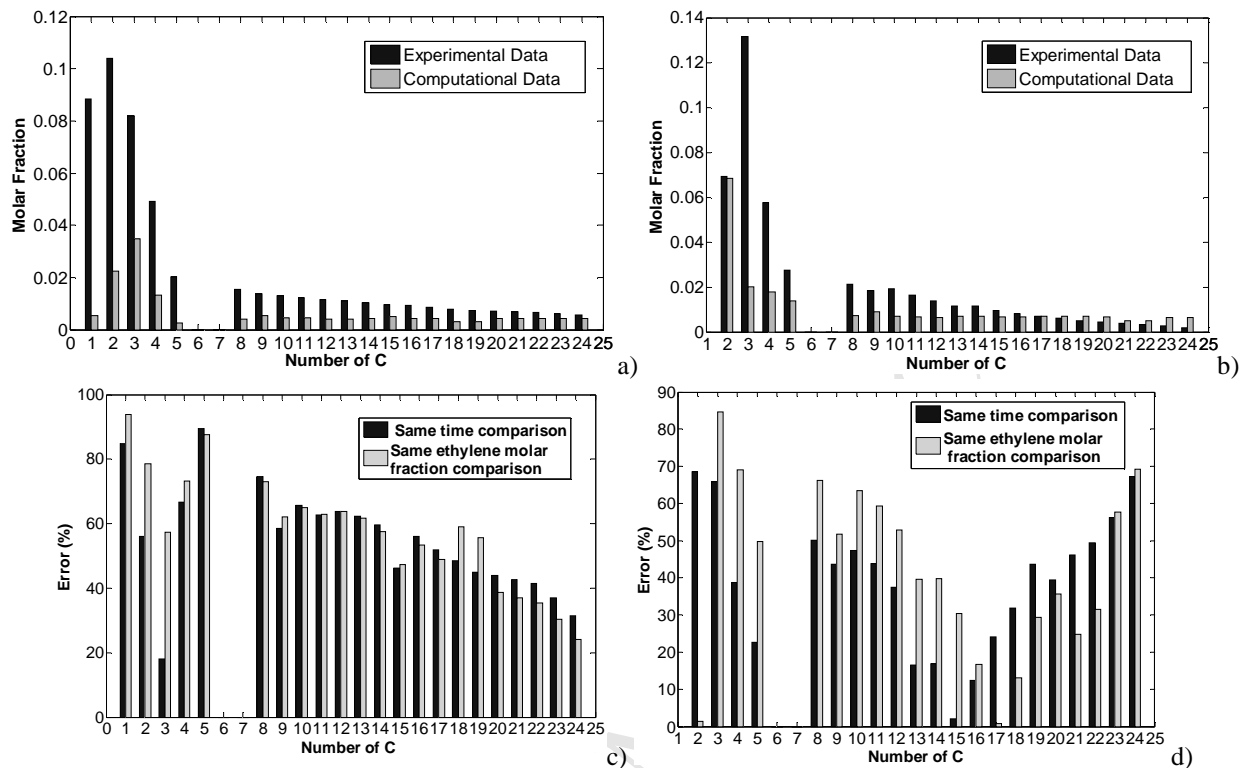 0.12
0.1
0.08
0.06
0.04
0.02
0
Molar Fraction
Experimental Data
Computational Data
0 1 2 3 4 5 6 7 8 9 10 11 12 13 14 15 16 17 18 19 20 21 22 23 24 25
Number of C
a)
0.14
0.12
0.1
0.08
0.06
0.04
0.02
0
Molar Fraction
Experimental Data
Computational Data
1 2 3 4 5 6 7 8 9 10 11 12 13 14 15 16 17 18 19 20 21 22 23 24 25
Number of C
b)
100
80
60
40
20
0
Error (%)
Same time comparison
Same ethylene molar
fraction comparison
0 1 2 3 4 5 6 7 8 9 10 11 12 13 14 15 16 17 18 19 20 21 22 23 24 25
Number of C
c)
90
80
70
60
50
40
30
20
10
0
Error (%)
Same time comparison
Same ethylene molar
fraction comparison
1 2 3 4 5 6 7 8 9 10 11 12 13 14 15 16 17 18 19 20 21 22 23 24 25
Number of C
d)